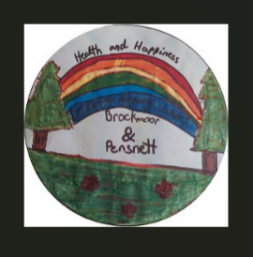 Health and Happiness
Brockmoor
&
Pensnett